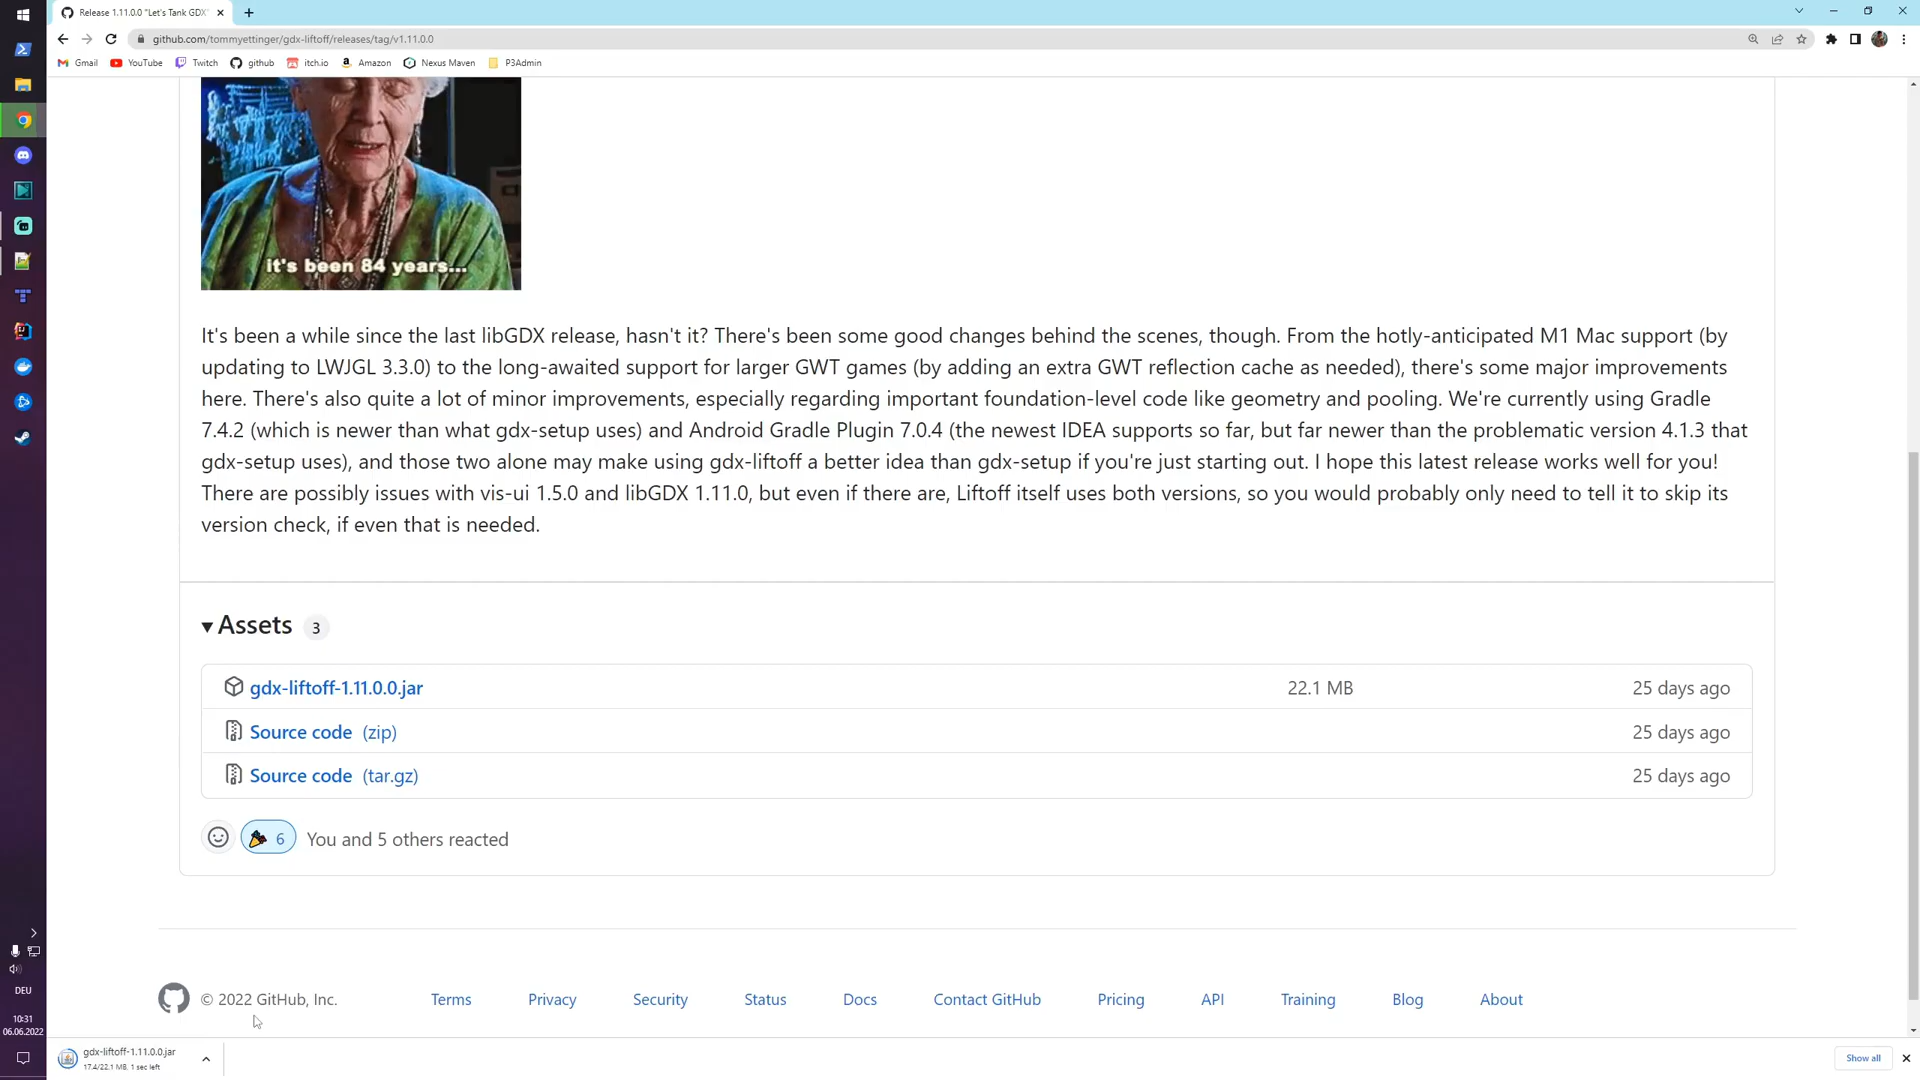 Release 1.11.0.0 "Let's Tank GDX"
github.com/tommyettinger/gdx-liftoff/releases/tag/v1.11.0.0
Gmail YouTube Twitch github itch.io Amazon Nexus Maven P3Admin
it's been 84 years...
It's been a while since the last libGDX release, hasn't it? There's been some good changes behind the scenes, though. From the hotly-anticipated M1 Mac support (by
updating to LWJGL 3.3.0) to the long-awaited support for larger GWT games (by adding an extra GWT reflection cache as needed), there's some major improvements
here. There's also quite a lot of minor improvements, especially regarding important foundation-level code like geometry and pooling. We're currently using Gradle
7.4.2 (which is newer than what gdx-setup uses) and Android Gradle Plugin 7.0.4 (the newest IDEA supports so far, but far newer than the problematic version 4.1.3 that
gdx-setup uses), and those two alone may make using gdx-liftoff a better idea than gdx-setup if you're just starting out. I hope this latest release works well for you!
There are possibly issues with vis-ui 1.5.0 and libGDX 1.11.0, but even if there are, Liftoff itself uses both versions, so you would probably only need to tell it to skip its
version check, if even that is needed.
Assets 3
gdx-liftoff-1.11.0.0.jar 22.1 MB 25 days ago
Source code (zip) 25 days ago
Source code (tar.gz) 25 days ago
6 You and 5 others reacted
© 2022 GitHub, Inc. Terms Privacy Security Status Docs Contact GitHub Pricing API Training Blog About
DEU
10:31
06.06.2022
gdx-liftoff-1.11.0.0.jar
17.4/22.1 MB, 1 sec left
Show all